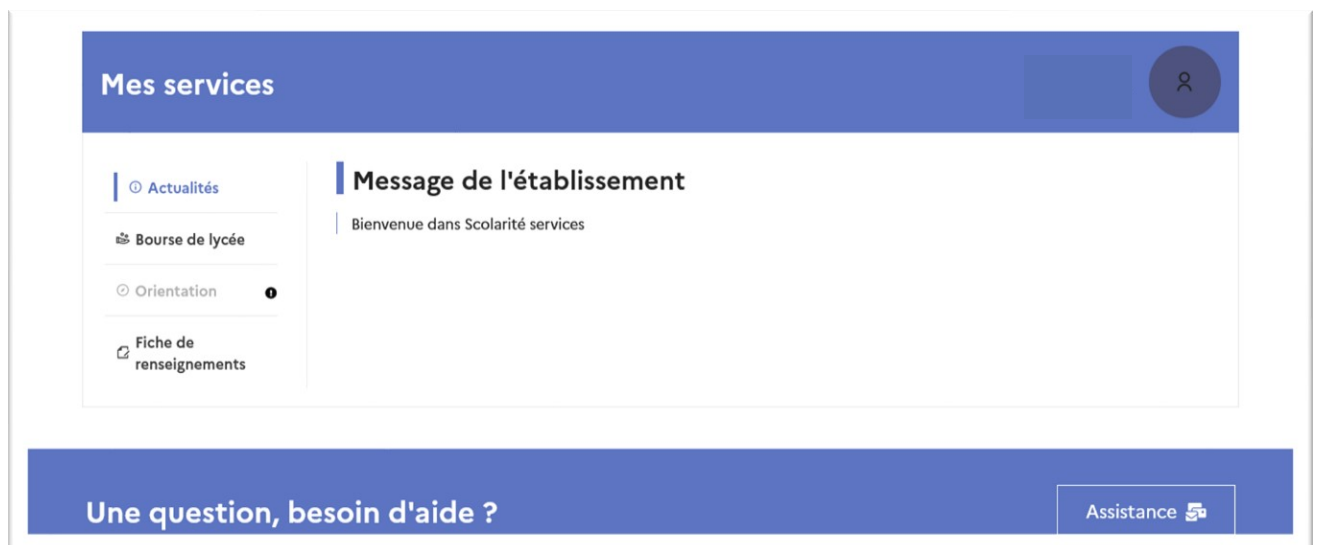 Mes services
Actualités
Bourse de lycée
Orientation
Fiche de
renseignements
Message de l'établissement
Bienvenue dans Scolarité services
Une question, besoin d'aide ?
Assistance